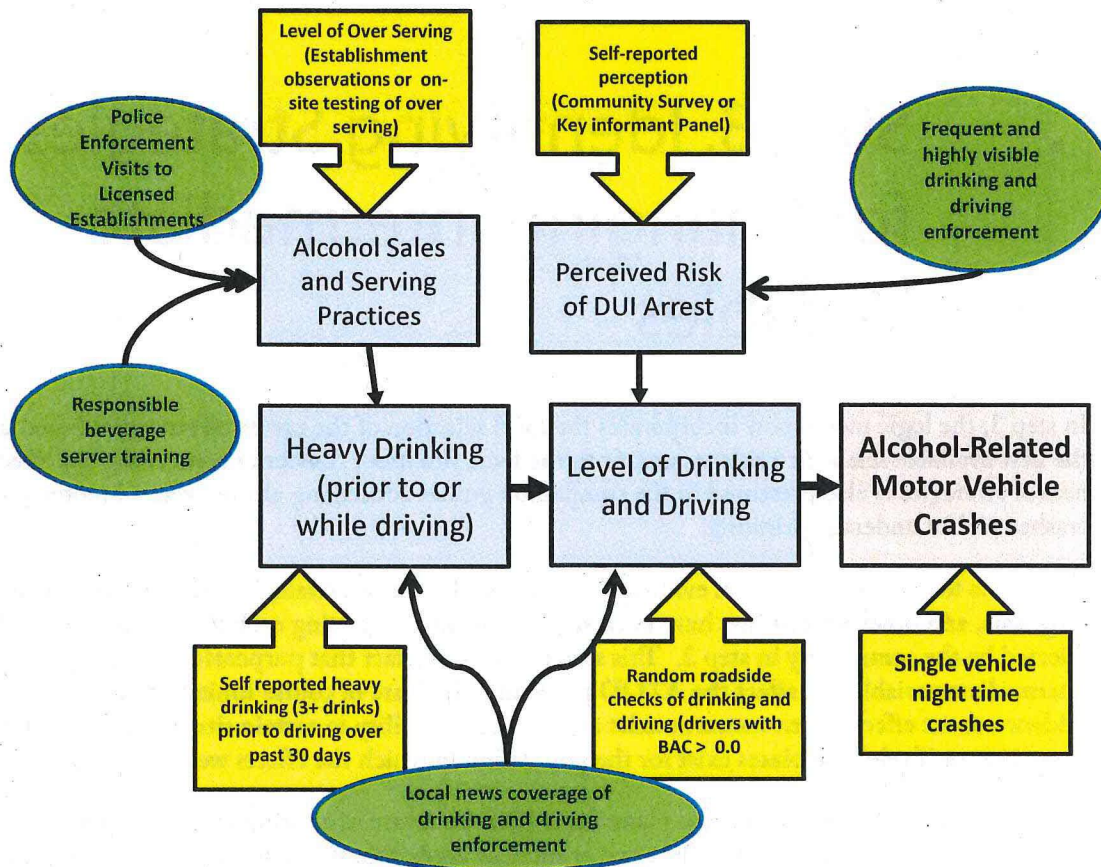 Level of Over Serving
(Establishment
observations or on-
site testing of over
serving)
Self-reported
perception
(Community Survey or
Key informant Panel)
Police
Enforcement
Visits to
Licensed
Establishments
Frequent and
highly visible
drinking and
driving
enforcement
Alcohol Sales
and Serving
Practices
Perceived Risk
of DUI Arrest
Responsible
beverage
server training
Heavy Drinking
(prior to or
while driving)
Level of Drinking
and Driving
Alcohol-Related
Motor Vehicle
Crashes
Self reported heavy
drinking (3+ drinks)
prior to driving over
past 30 days
Random roadside
checks of drinking and
driving (drivers with
BAC > 0.0
Single vehicle
night time
crashes
Local news coverage of
drinking and driving
enforcement